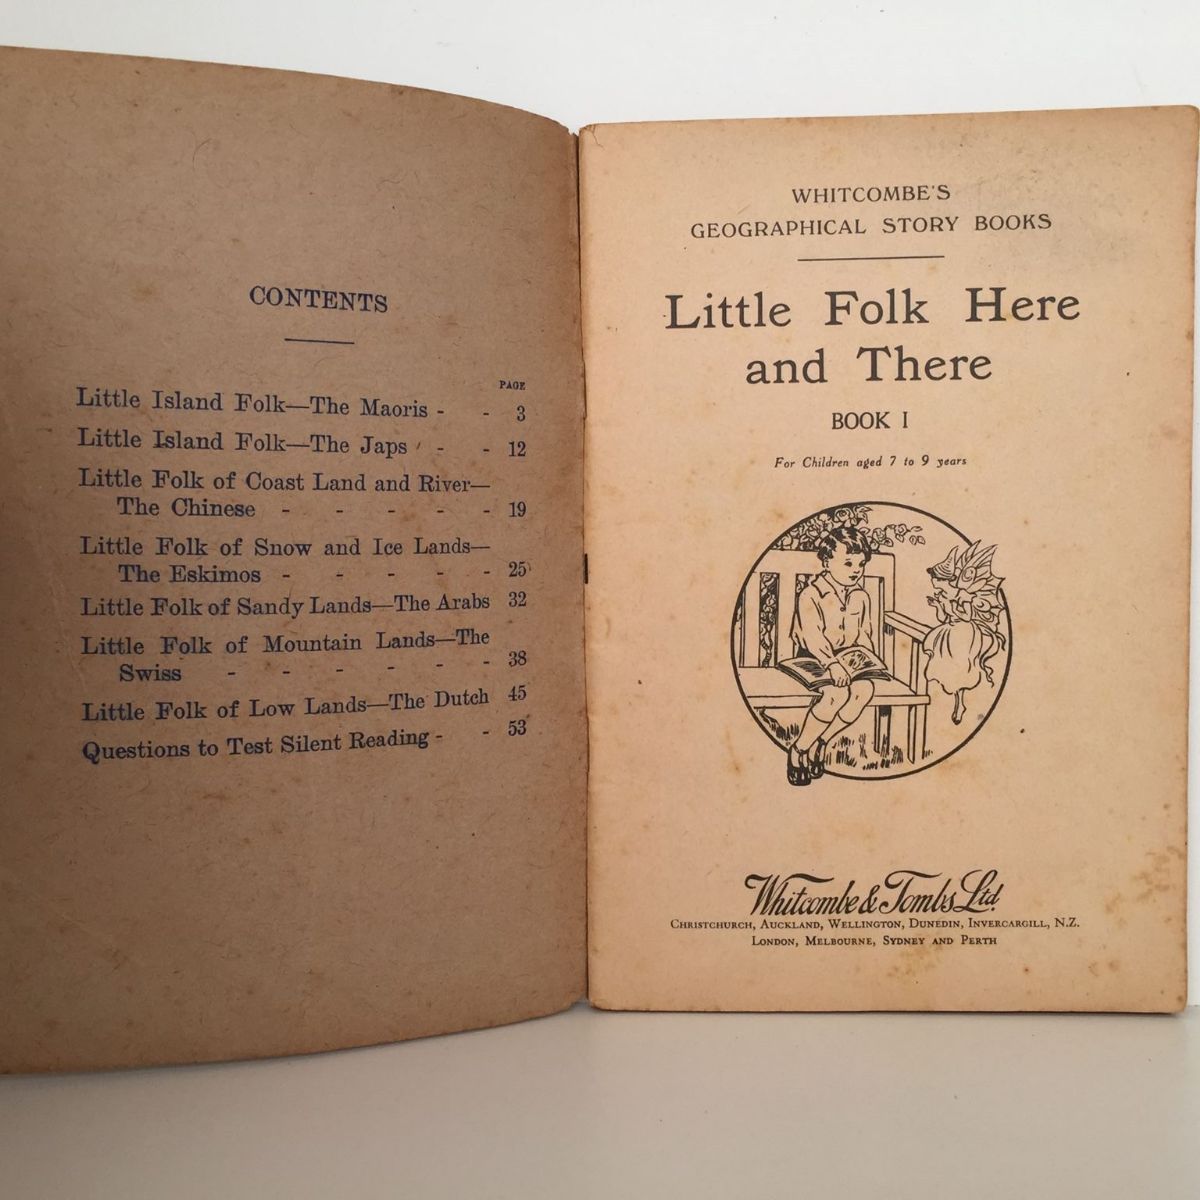 CONTENTS
PAGE
Little Island Folk—The Maoris - - 3
Little Island Folk—The Japs - - 12
Little Folk of Coast Land and River—
The Chinese - - - - - 19
Little Folk of Snow and Ice Lands—
The Eskimos - - - - - 25
Little Folk of Sandy Lands—The Arabs 32
Little Folk of Mountain Lands—The
Swiss - - - - - - 38
Little Folk of Low Lands—The Dutch 45
Questions to Test Silent Reading - - 53
WHITCOMBE'S
GEOGRAPHICAL STORY BOOKS
Little Folk Here
and There
BOOK I
For Children aged 7 to 9 years
Whitcombe & Tombs Ltd.
CHRISTCHURCH, AUCKLAND, WELLINGTON, DUNEDIN, INVERCARGILL, N.Z.
LONDON, MELBOURNE, SYDNEY AND PERTH